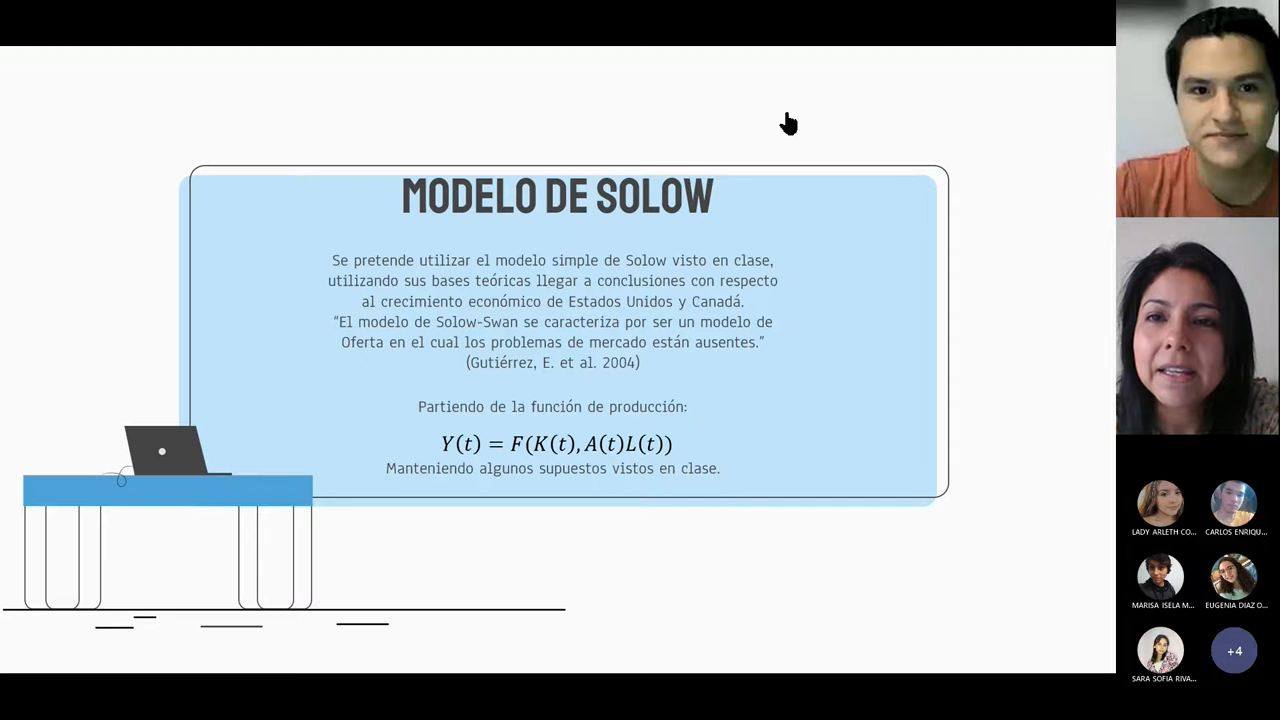 MODELO DE SOLOW
Se pretende utilizar el modelo simple de Solow visto en clase,
utilizando sus bases teóricas llegar a conclusiones con respecto
al crecimiento económico de Estados Unidos y Canadá.
“El modelo de Solow-Swan se caracteriza por ser un modelo de
Oferta en el cual los problemas de mercado están ausentes.”
(Gutiérrez, E. et al. 2004)
Partiendo de la función de producción:
Y(t) = F(K(t), A(t)L(t))
Manteniendo algunos supuestos vistos en clase.
LADY ARLETH CO...
CARLOS ENRIQU...
MARISA ISELA M...
EUGENIA DIAZ O...
SARA SOFIA RIVA...
+4